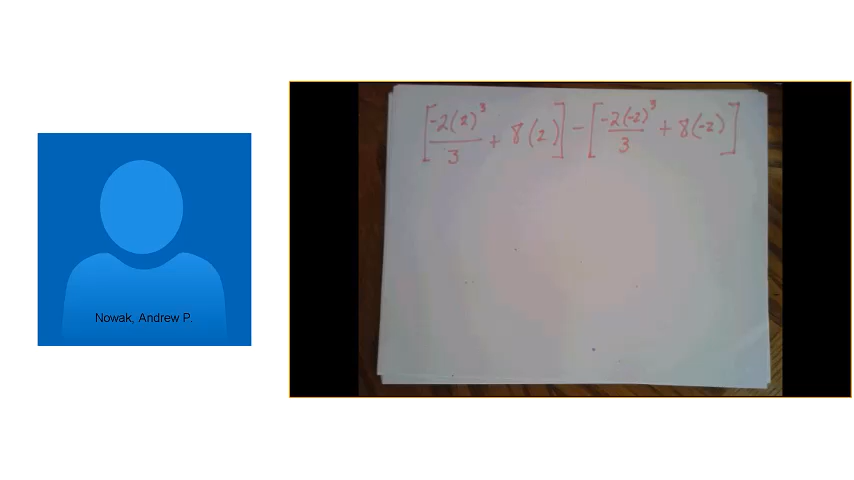 [-2(2)³/3 + 8(2)] - [-2(-2)³/3 + 8(-2)]
Nowak, Andrew P.